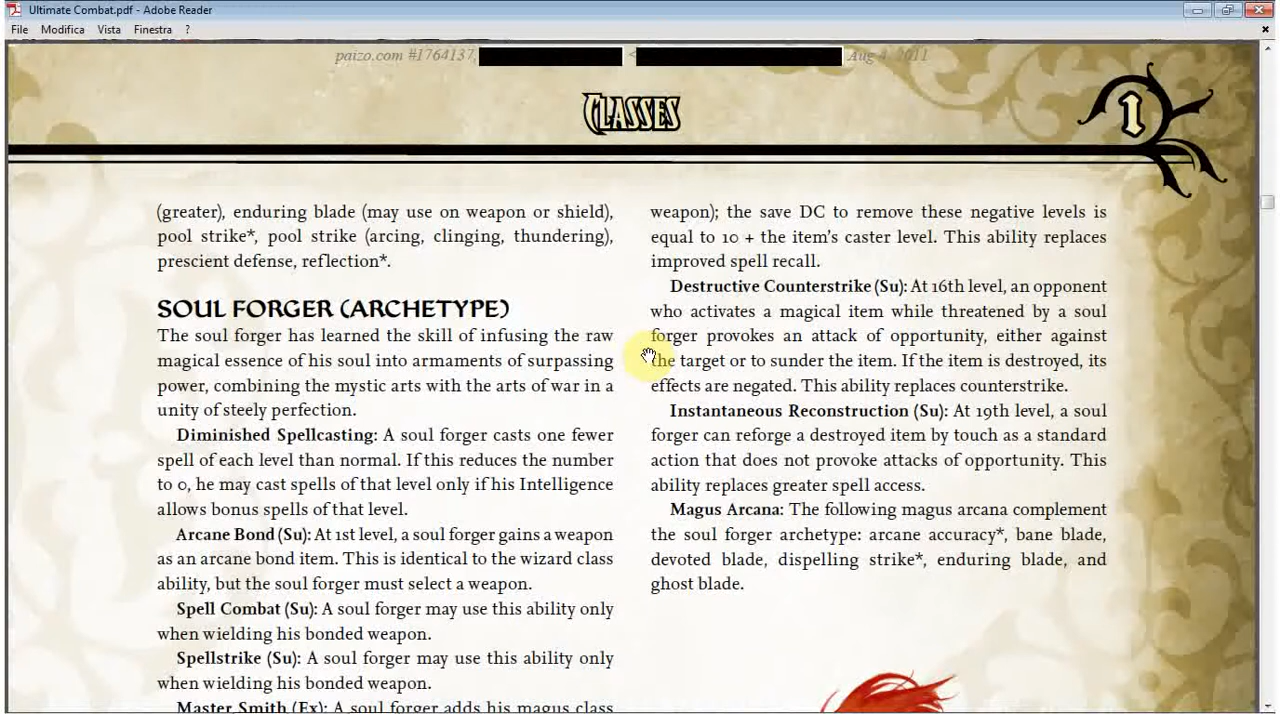 Ultimate Combat.pdf - Adobe Reader
File Modifica Vista Finestra ?
paizo.com #1764137, < Aug 4, 2011
Classes
1
(greater), enduring blade (may use on weapon or shield),
pool strike*, pool strike (arcing, clinging, thundering),
prescient defense, reflection*.
SOUL FORGER (ARCHETYPE)
The soul forger has learned the skill of infusing the raw
magical essence of his soul into armaments of surpassing
power, combining the mystic arts with the arts of war in a
unity of steely perfection.
Diminished Spellcasting: A soul forger casts one fewer
spell of each level than normal. If this reduces the number
to 0, he may cast spells of that level only if his Intelligence
allows bonus spells of that level.
Arcane Bond (Su): At 1st level, a soul forger gains a weapon
as an arcane bond item. This is identical to the wizard class
ability, but the soul forger must select a weapon.
Spell Combat (Su): A soul forger may use this ability only
when wielding his bonded weapon.
Spellstrike (Su): A soul forger may use this ability only
when wielding his bonded weapon.
Master Smith (Ex): A soul forger adds his magus class
weapon); the save DC to remove these negative levels is
equal to 10 + the item's caster level. This ability replaces
improved spell recall.
Destructive Counterstrike (Su): At 16th level, an opponent
who activates a magical item while threatened by a soul
forger provokes an attack of opportunity, either against
the target or to sunder the item. If the item is destroyed, its
effects are negated. This ability replaces counterstrike.
Instantaneous Reconstruction (Su): At 19th level, a soul
forger can reforge a destroyed item by touch as a standard
action that does not provoke attacks of opportunity. This
ability replaces greater spell access.
Magus Arcana: The following magus arcana complement
the soul forger archetype: arcane accuracy*, bane blade,
devoted blade, dispelling strike*, enduring blade, and
ghost blade.